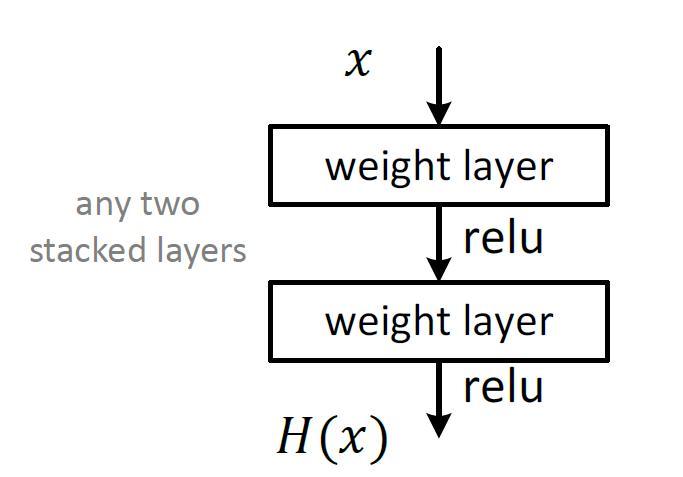 x
weight layer
any two
stacked layers
relu
weight layer
relu
H(x)